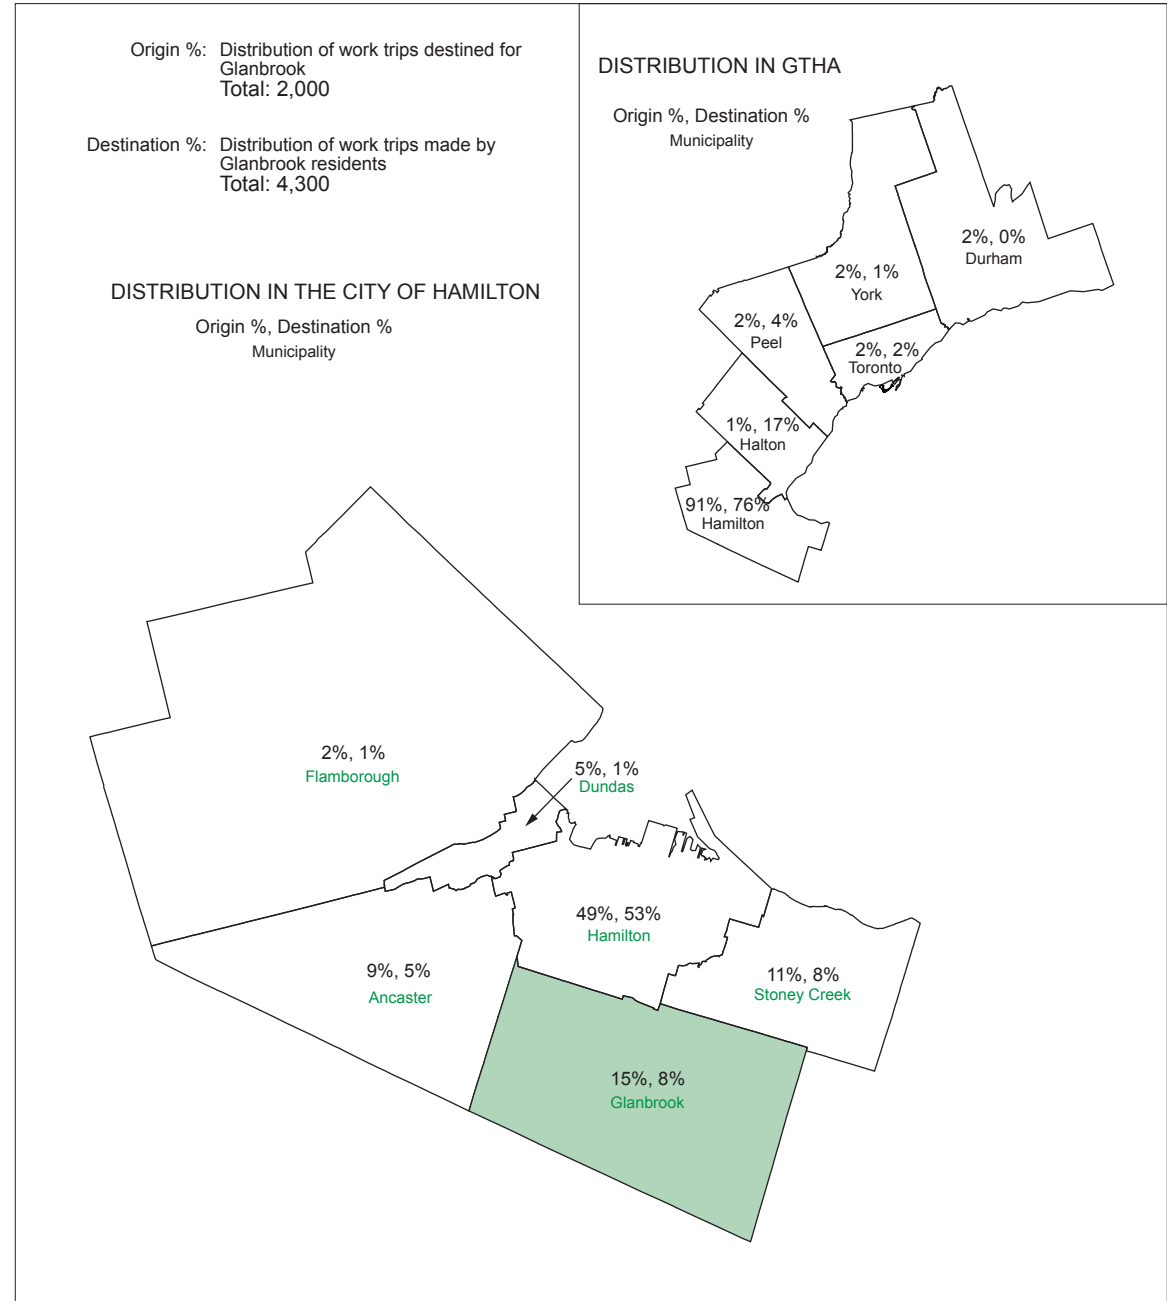 Origin %: Distribution of work trips destined for
Glanbrook
Total: 2,000
Destination %: Distribution of work trips made by
Glanbrook residents
Total: 4,300
DISTRIBUTION IN THE CITY OF HAMILTON
Origin %, Destination %
Municipality
DISTRIBUTION IN GTHA
Origin %, Destination %
Municipality
2%, 0%
Durham
2%, 1%
York
2%, 4%
Peel
2%, 2%
Toronto
1%, 17%
Halton
91%, 76%
Hamilton
2%, 1%
Flamborough
5%, 1%
Dundas
49%, 53%
Hamilton
9%, 5%
Ancaster
11%, 8%
Stoney Creek
15%, 8%
Glanbrook